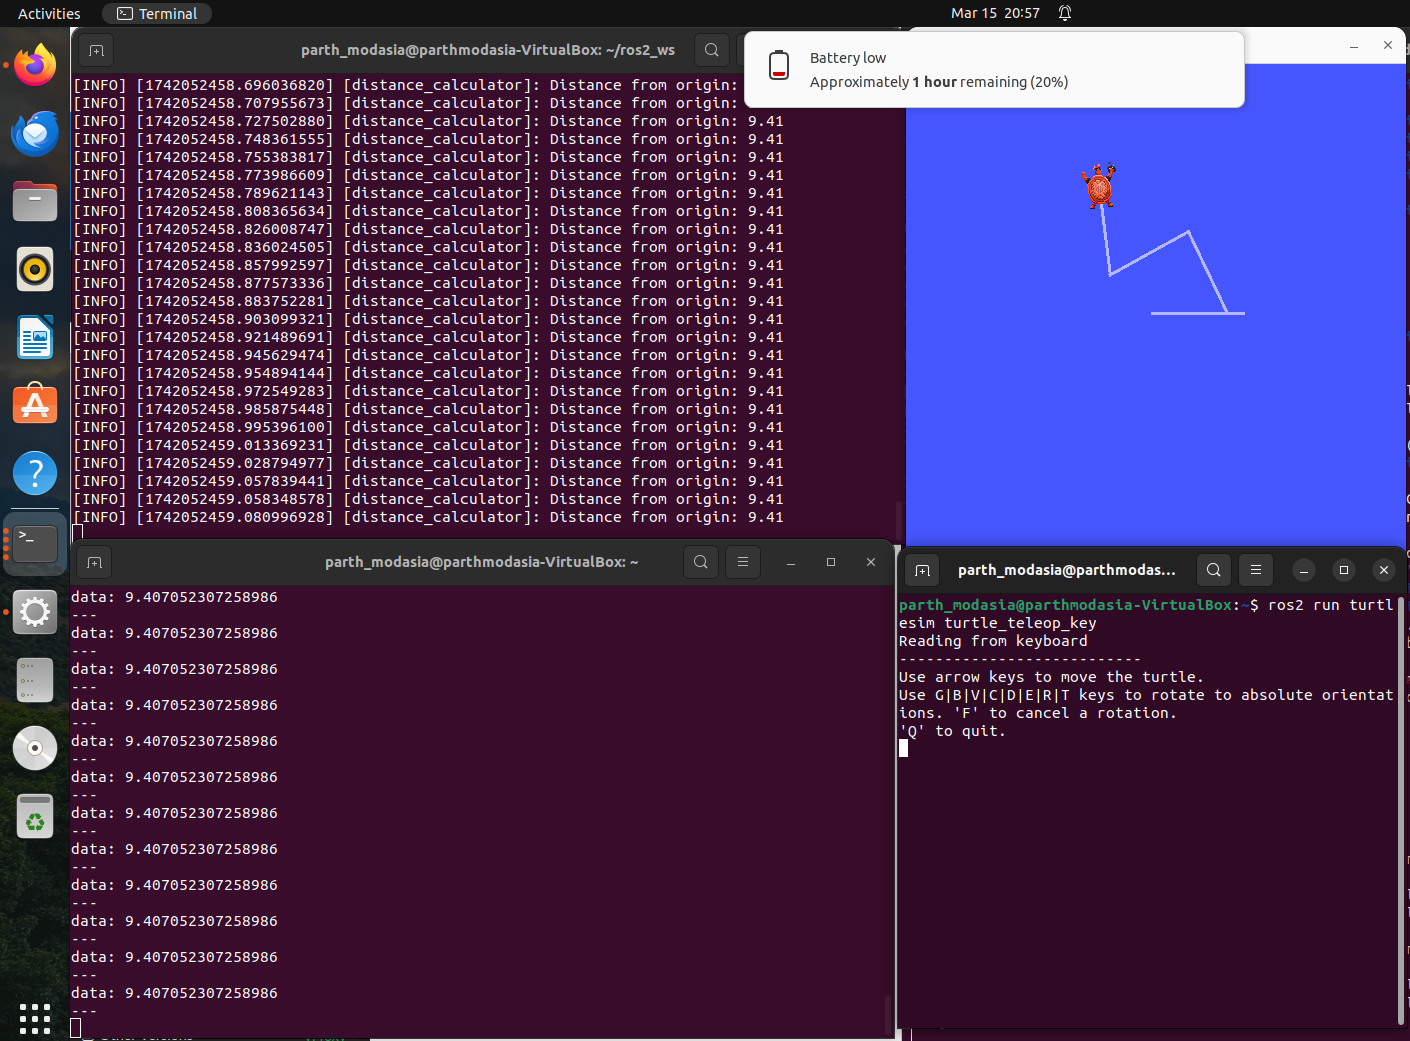 Activities
Terminal
Mar 15 20:57
parth_modasia@parthmodasia-VirtualBox: ~/ros2_ws
Battery low
Approximately 1 hour remaining (20%)
[INFO] [1742052458.696036820] [distance_calculator]: Distance from origin:
[INFO] [1742052458.707955673] [distance_calculator]: Distance from origin:
[INFO] [1742052458.727502880] [distance_calculator]: Distance from origin: 9.41
[INFO] [1742052458.748361555] [distance_calculator]: Distance from origin: 9.41
[INFO] [1742052458.755383817] [distance_calculator]: Distance from origin: 9.41
[INFO] [1742052458.773986609] [distance_calculator]: Distance from origin: 9.41
[INFO] [1742052458.789621143] [distance_calculator]: Distance from origin: 9.41
[INFO] [1742052458.808365634] [distance_calculator]: Distance from origin: 9.41
[INFO] [1742052458.826008747] [distance_calculator]: Distance from origin: 9.41
[INFO] [1742052458.836024505] [distance_calculator]: Distance from origin: 9.41
[INFO] [1742052458.857992597] [distance_calculator]: Distance from origin: 9.41
[INFO] [1742052458.877573336] [distance_calculator]: Distance from origin: 9.41
[INFO] [1742052458.883752281] [distance_calculator]: Distance from origin: 9.41
[INFO] [1742052458.903099321] [distance_calculator]: Distance from origin: 9.41
[INFO] [1742052458.921489691] [distance_calculator]: Distance from origin: 9.41
[INFO] [1742052458.945629474] [distance_calculator]: Distance from origin: 9.41
[INFO] [1742052458.954894144] [distance_calculator]: Distance from origin: 9.41
[INFO] [1742052458.972549283] [distance_calculator]: Distance from origin: 9.41
[INFO] [1742052458.985875448] [distance_calculator]: Distance from origin: 9.41
[INFO] [1742052458.995396100] [distance_calculator]: Distance from origin: 9.41
[INFO] [1742052459.013369231] [distance_calculator]: Distance from origin: 9.41
[INFO] [1742052459.028794977] [distance_calculator]: Distance from origin: 9.41
[INFO] [1742052459.057839441] [distance_calculator]: Distance from origin: 9.41
[INFO] [1742052459.058348578] [distance_calculator]: Distance from origin: 9.41
[INFO] [1742052459.080996928] [distance_calculator]: Distance from origin: 9.41
parth_modasia@parthmodasia-VirtualBox: ~
data: 9.407052307258986
---
data: 9.407052307258986
---
data: 9.407052307258986
---
data: 9.407052307258986
---
data: 9.407052307258986
---
data: 9.407052307258986
---
data: 9.407052307258986
---
data: 9.407052307258986
---
data: 9.407052307258986
---
data: 9.407052307258986
---
data: 9.407052307258986
---
data: 9.407052307258986
---
parth_modasia@parthmodas...
parth_modasia@parthmodasia-VirtualBox:~$ ros2 run turtl
esim turtle_teleop_key
Reading from keyboard
---------------------------
Use arrow keys to move the turtle.
Use G|B|V|C|D|E|R|T keys to rotate to absolute orientat
ions. 'F' to cancel a rotation.
'Q' to quit.